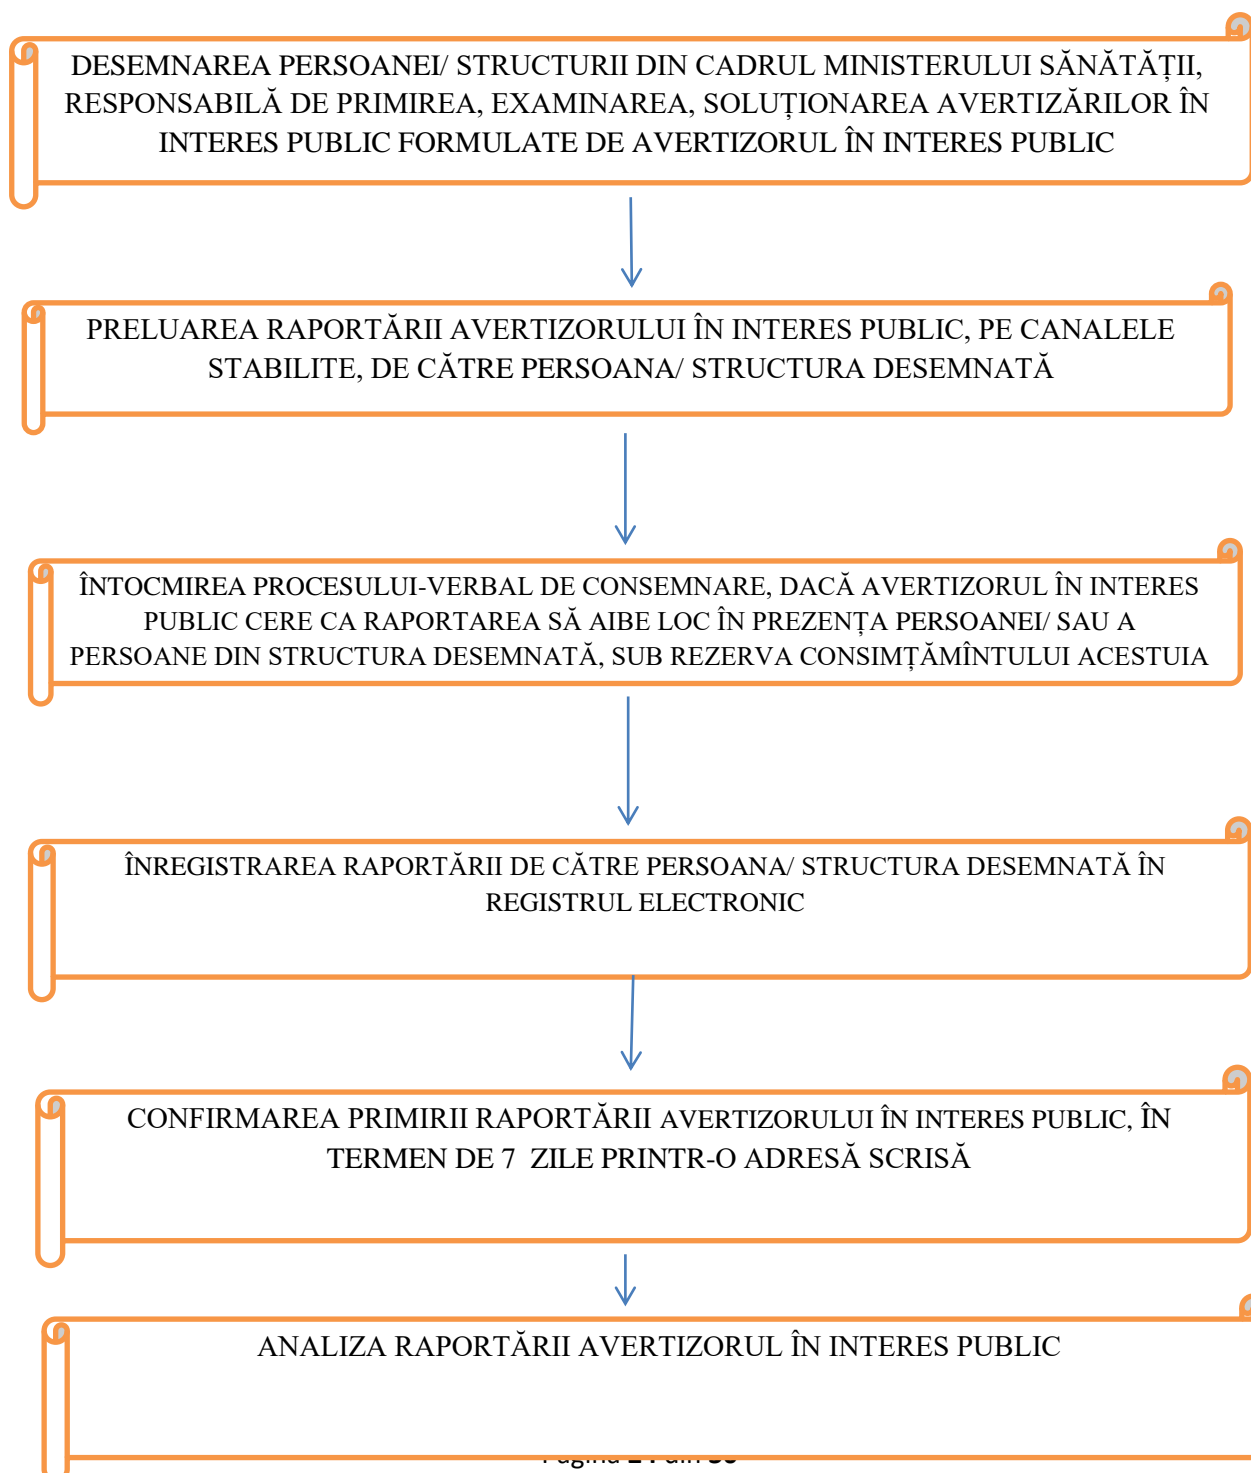 DESEMNAREA PERSOANEI/ STRUCTURII DIN CADRUL MINISTERULUI SĂNĂTĂȚII,
RESPONSABILĂ DE PRIMIREA, EXAMINAREA, SOLUȚIONAREA AVERTIZĂRILOR ÎN
INTERES PUBLIC FORMULATE DE AVERTIZORUL ÎN INTERES PUBLIC
PRELUAREA RAPORTĂRII AVERTIZORULUI ÎN INTERES PUBLIC, PE CANALELE
STABILITE, DE CĂTRE PERSOANA/ STRUCTURA DESEMNATĂ
ÎNTOCMIREA PROCESULUI-VERBAL DE CONSEMNARE, DACĂ AVERTIZORUL ÎN INTERES
PUBLIC CERE CA RAPORTAREA SĂ AIBE LOC ÎN PREZENȚA PERSOANEI/ SAU A
PERSOANE DIN STRUCTURA DESEMNATĂ, SUB REZERVA CONSIMȚĂMÎNTULUI ACESTUIA
ÎNREGISTRAREA RAPORTĂRII DE CĂTRE PERSOANA/ STRUCTURA DESEMNATĂ ÎN
REGISTRUL ELECTRONIC
CONFIRMAREA PRIMIRII RAPORTĂRII AVERTIZORULUI ÎN INTERES PUBLIC, ÎN
TERMEN DE 7 ZILE PRINTR-O ADRESĂ SCRISĂ
ANALIZA RAPORTĂRII AVERTIZORUL ÎN INTERES PUBLIC
Pagina din